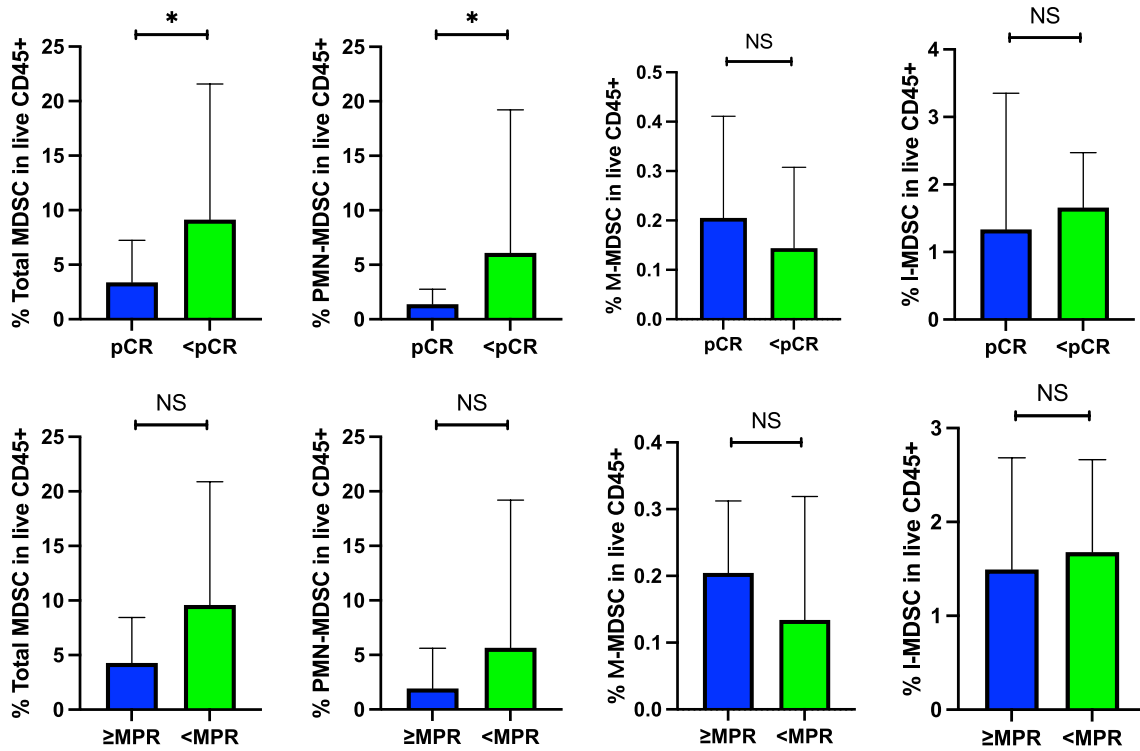 *
% Total MDSC in live CD45+
25
20
15
10
5
0
pCR <pCR
*
% PMN-MDSC in live CD45+
25
20
15
10
5
0
pCR <pCR
NS
% M-MDSC in live CD45+
0.5
0.4
0.3
0.2
0.1
0.0
pCR <pCR
NS
% I-MDSC in live CD45+
4
3
2
1
0
pCR <pCR
NS
% Total MDSC in live CD45+
25
20
15
10
5
0
≥MPR <MPR
NS
% PMN-MDSC in live CD45+
25
20
15
10
5
0
≥MPR <MPR
NS
% M-MDSC in live CD45+
0.4
0.3
0.2
0.1
0.0
≥MPR <MPR
NS
% I-MDSC in live CD45+
3
2
1
0
≥MPR <MPR